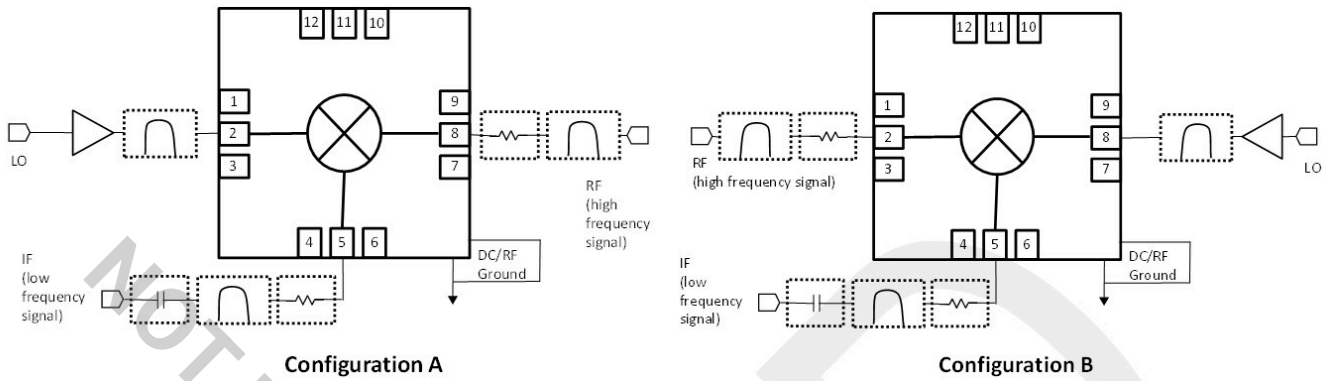 12 11 10
1
2
3
9
8
7
4 5 6
LO
RF
(high
frequency
signal)
IF
(low
frequency
signal)
DC/RF
Ground
Configuration A
12 11 10
1
2
3
9
8
7
4 5 6
RF
(high frequency signal)
LO
IF
(low
frequency
signal)
DC/RF
Ground
Configuration B
NOT